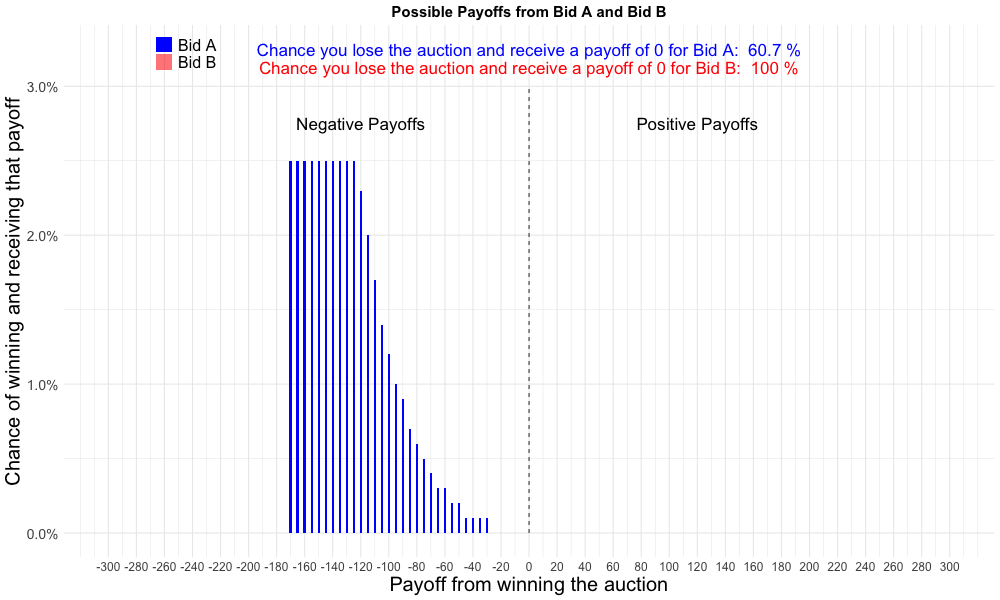 Possible Payoffs from Bid A and Bid B
Bid A
Bid B
Chance you lose the auction and receive a payoff of 0 for Bid A:  60.7 %
Chance you lose the auction and receive a payoff of 0 for Bid B:  100 %
Negative Payoffs
Positive Payoffs
Chance of winning and receiving that payoff
3.0%
2.0%
1.0%
0.0%
-300 -280 -260 -240 -220 -200 -180 -160 -140 -120 -100 -80 -60 -40 -20 0 20 40 60 80 100 120 140 160 180 200 220 240 260 280 300
Payoff from winning the auction